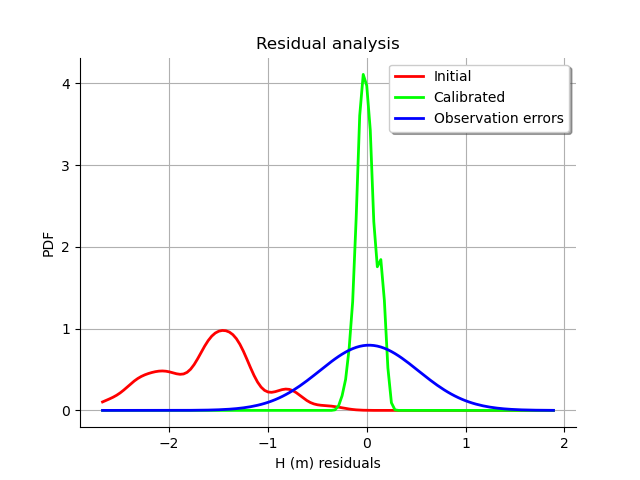 Residual analysis
Initial
Calibrated
Observation errors
PDF
4
3
2
1
0
−2
−1
0
1
2
H (m) residuals